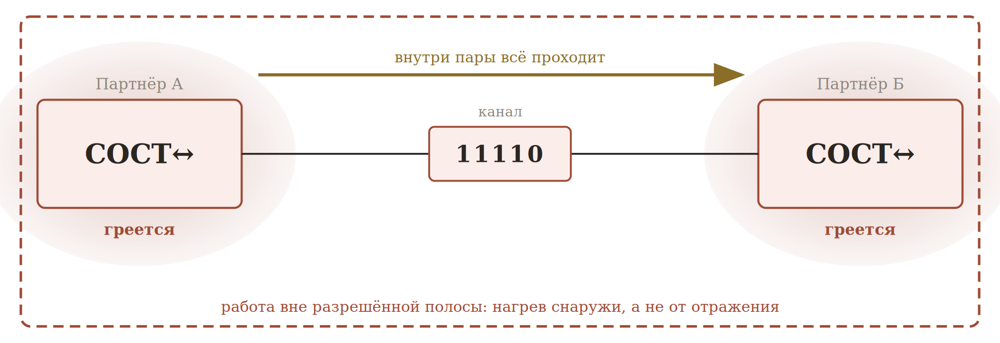 внутри пары всё проходит
Партнёр А
Партнёр Б
канал
СОСТ↔
11110
СОСТ↔
греется
греется
работа вне разрешённой полосы: нагрев снаружи, а не от отражения